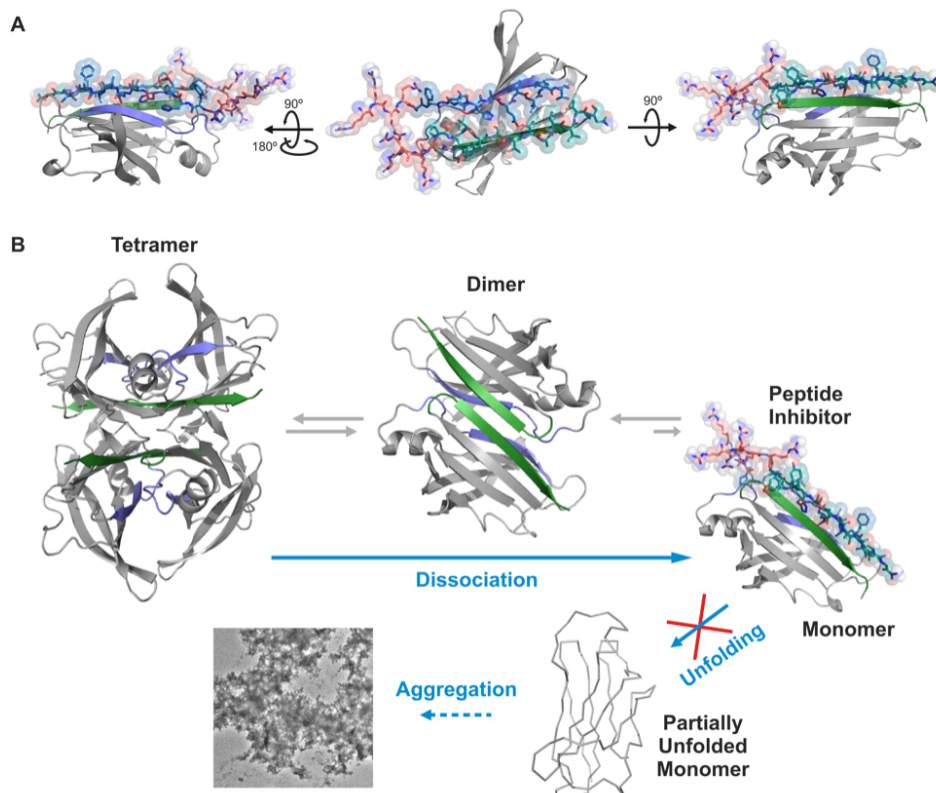 A
90º
180º
90º
B
Tetramer
Dimer
Peptide
Inhibitor
Dissociation
Monomer
Unfolding
Aggregation
Partially
Unfolded
Monomer